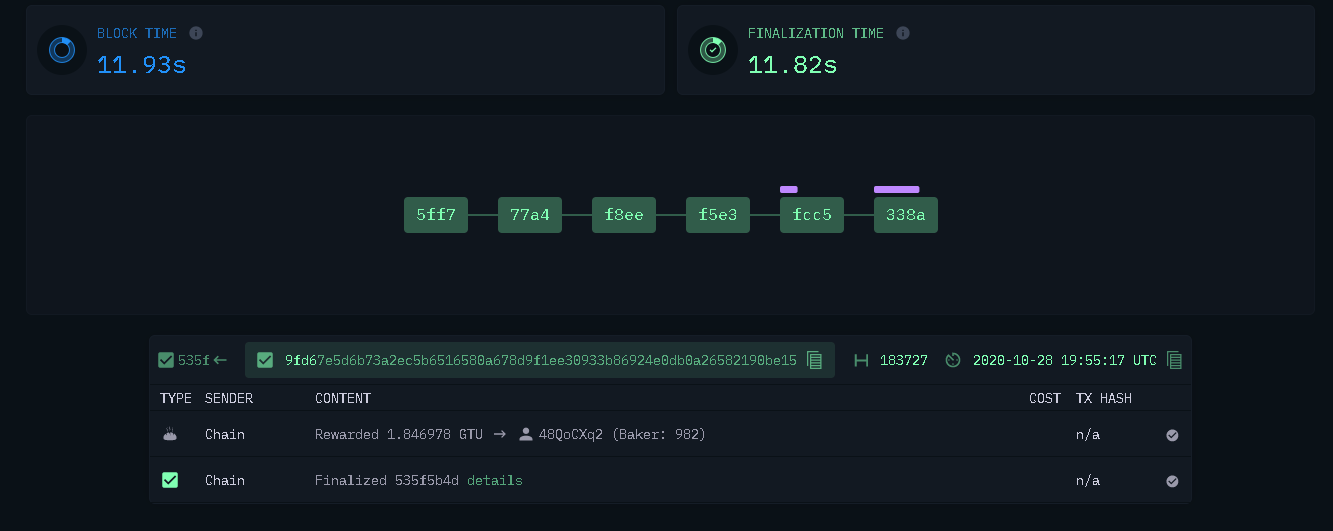 BLOCK TIME
11.93s
FINALIZATION TIME
11.82s
5ff7 77a4 f8ee f5e3 fcc5 338a
535f ← 9fd67e5d6b73a2ec5b6516580a678d9f1ee30933b86924e0db0a26582190be15 183727 2020-10-28 19:55:17 UTC
TYPE SENDER CONTENT COST TX HASH
Chain Rewarded 1.846978 GTU → 48QoCXq2 (Baker: 982) n/a
Chain Finalized 535f5b4d details n/a